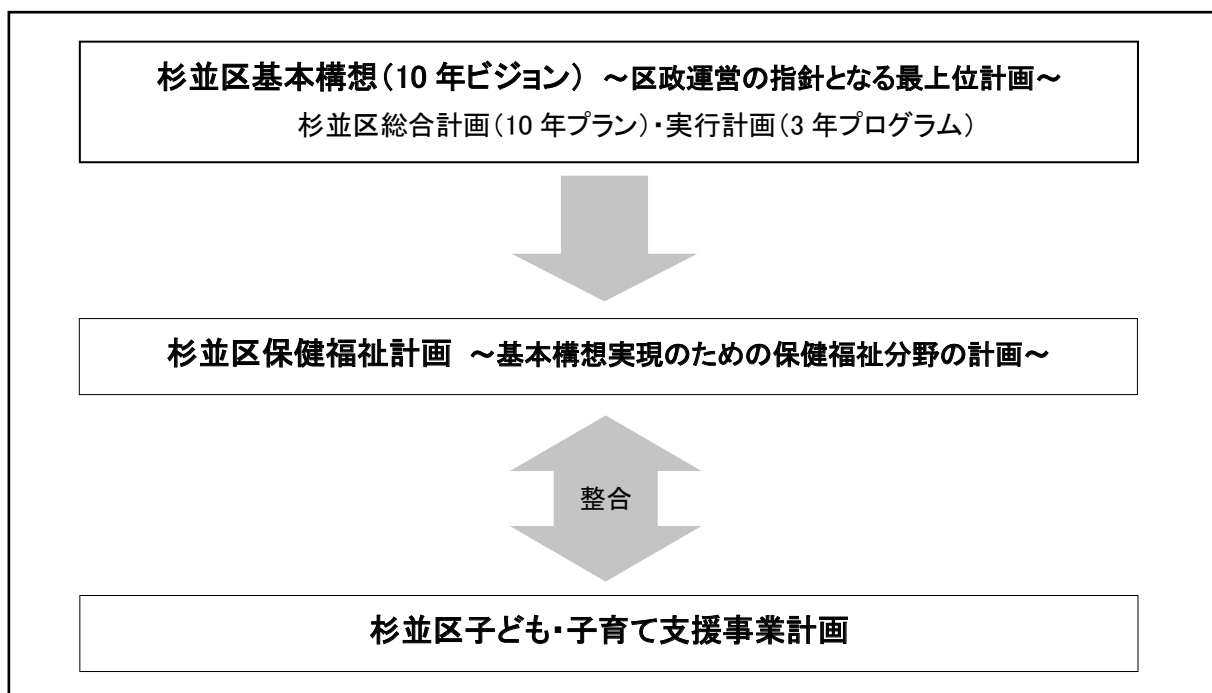 杉並区基本構想（10 年ビジョン） ～区政運営の指針となる最上位計画～
杉並区総合計画（10 年プラン）・実行計画（3 年プログラム）
杉並区保健福祉計画 ～基本構想実現のための保健福祉分野の計画～
整合
杉並区子ども・子育て支援事業計画